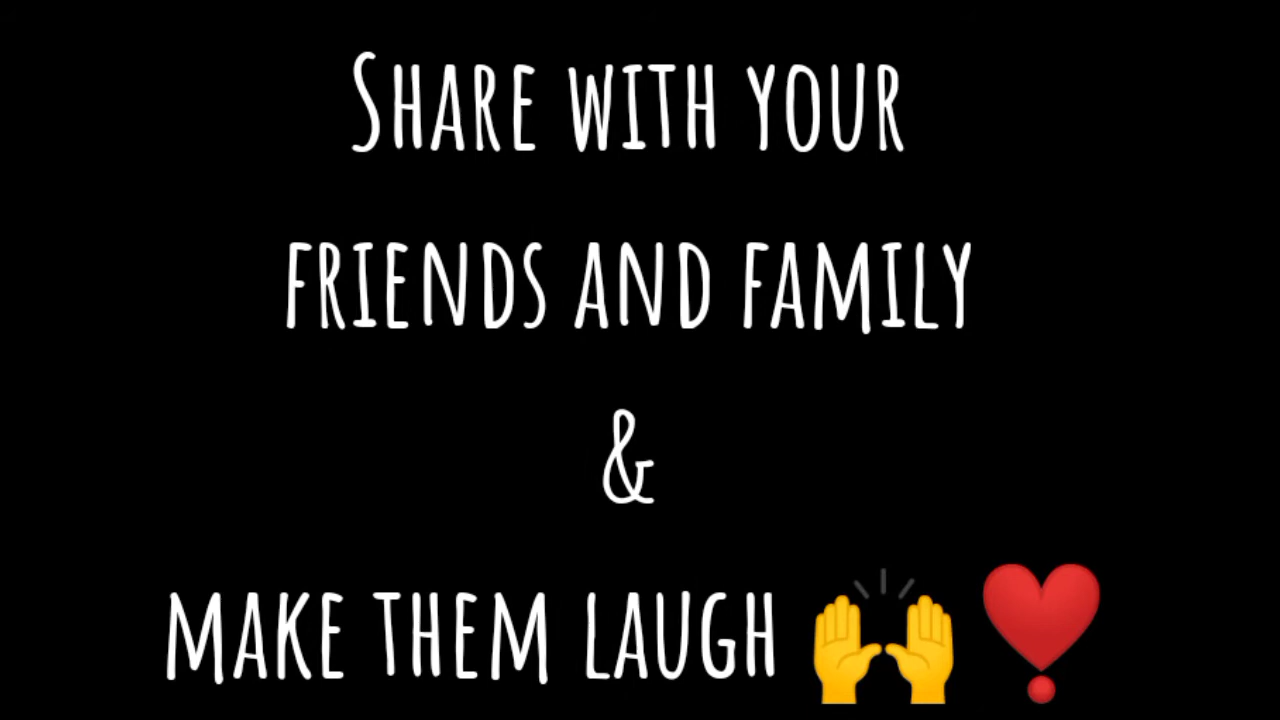 Share with your
friends and family
&
make them laugh 🙌 ❣️